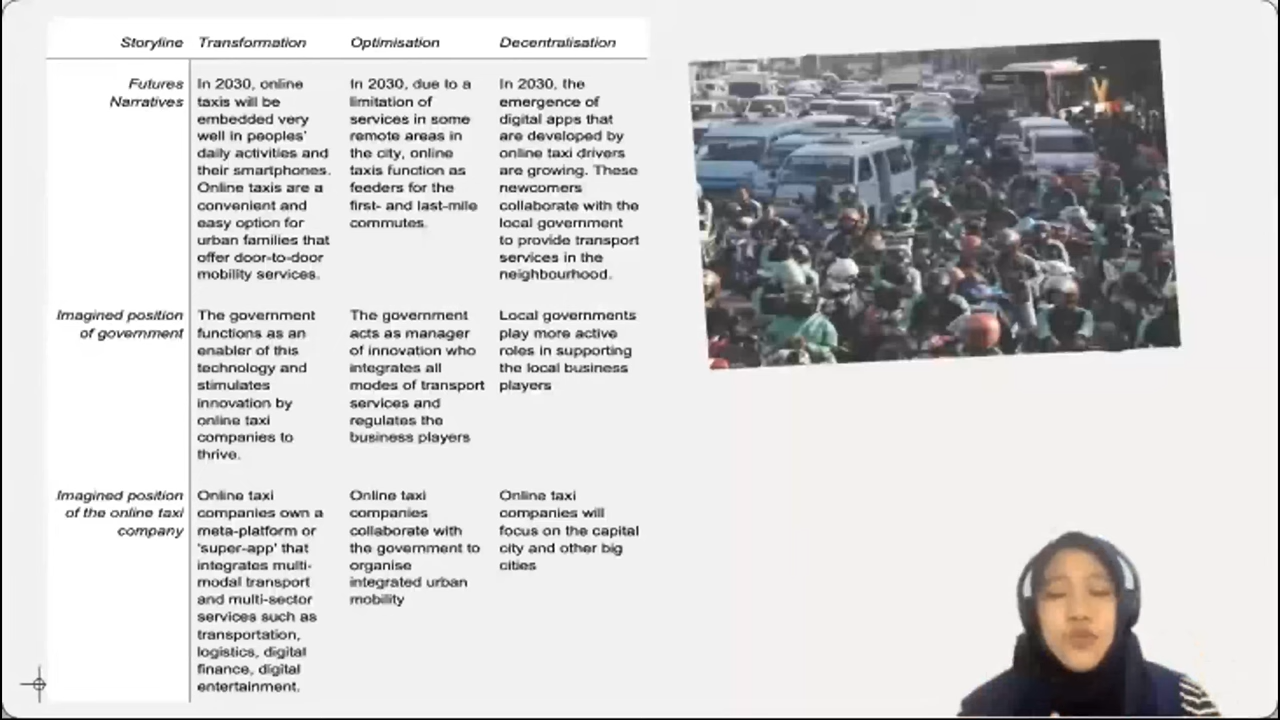 Storyline Transformation Optimisation Decentralisation
Futures
Narratives
In 2030, online
taxis will be
embedded very
well in peoples'
daily activities and
their smartphones.
Online taxis are a
convenient and
easy option for
urban families that
offer door-to-door
mobility services.
In 2030, due to a
limitation of
services in some
remote areas in
the city, online
taxis function as
feeders for the
first- and last-mile
commutes.
In 2030, the
emergence of
digital apps that
are developed by
online taxi drivers
are growing. These
newcomers
collaborate with the
local government
to provide transport
services in the
neighbourhood.
Imagined position
of government
The government
functions as an
enabler of this
technology and
stimulates
innovation by
online taxi
companies to
thrive.
The government
acts as manager
of innovation who
integrates all
modes of transport
services and
regulates the
business players
Local governments
play more active
roles in supporting
the local business
players
Imagined position
of the online taxi
company
Online taxi
companies own a
meta-platform or
'super-app' that
integrates multi-
modal transport
and multi-sector
services such as
transportation,
logistics, digital
finance, digital
entertainment.
Online taxi
companies
collaborate with
the government to
organise
integrated urban
mobility
Online taxi
companies will
focus on the capital
city and other big
cities